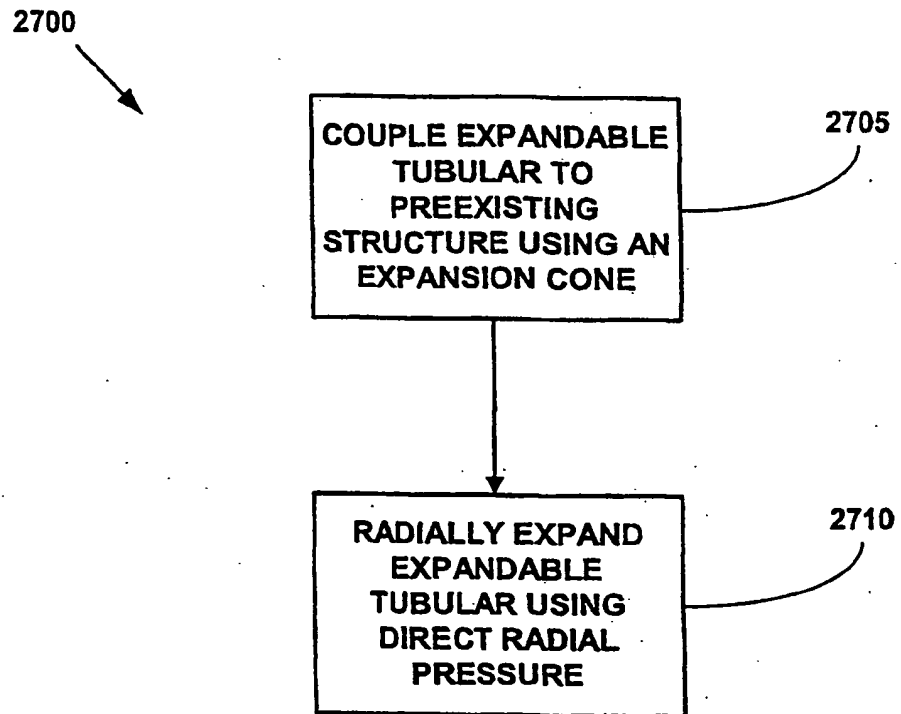 2700
COUPLE EXPANDABLE
TUBULAR TO
PREEXISTING
STRUCTURE USING AN
EXPANSION CONE
2705
RADIALLY EXPAND
EXPANDABLE
TUBULAR USING
DIRECT RADIAL
PRESSURE
2710